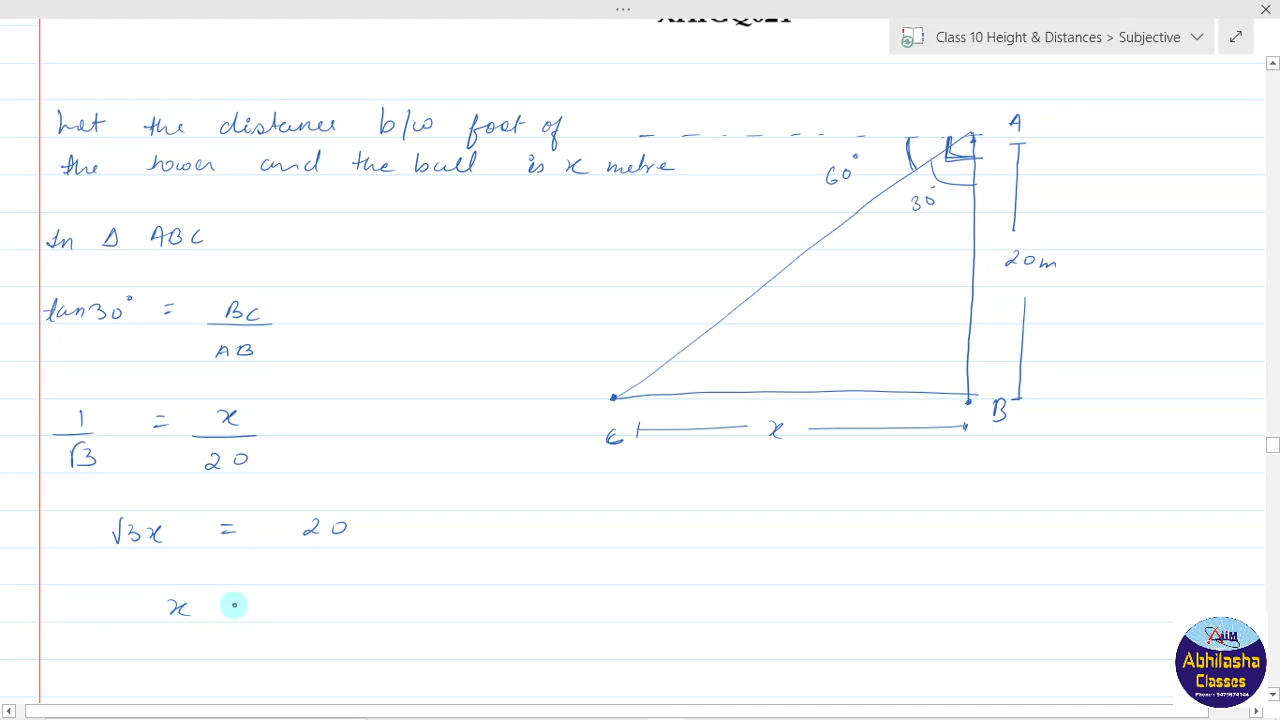 Class 10 Height & Distances > Subjective
Let the distance b/w foot of
the tower and the ball is x metre
In Δ ABC
tan30° = BC
AB
1 = x
√3 20
√3x = 20
x
A
60°
30°
20m
B
C
x
AIIM
Abhilasha
Classes